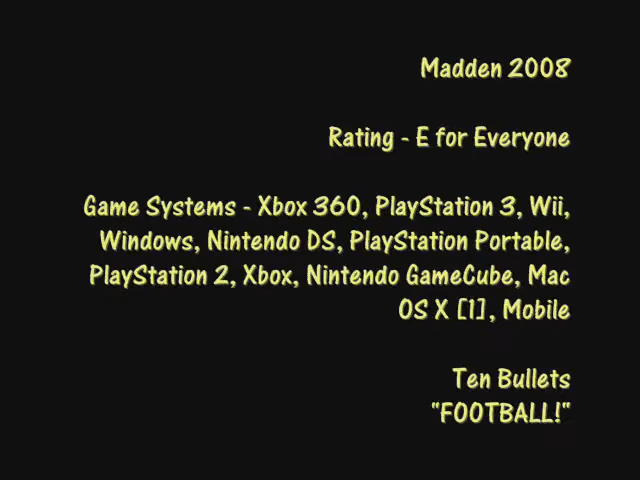 Madden 2008
Rating - E for Everyone
Game Systems - Xbox 360, PlayStation 3, Wii,
Windows, Nintendo DS, PlayStation Portable,
PlayStation 2, Xbox, Nintendo GameCube, Mac
OS X [1], Mobile
Ten Bullets
"FOOTBALL!"